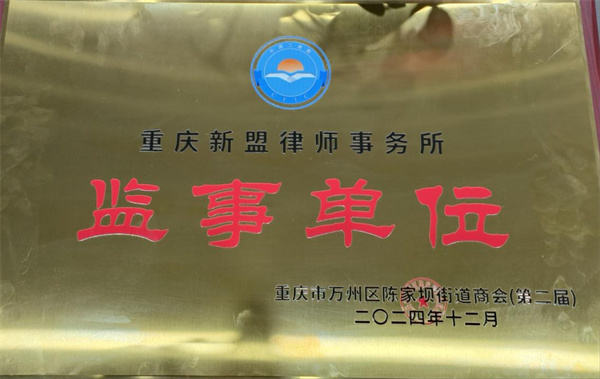 重庆新盟律师事务所
监事单位
重庆市万州区陈家坝街道商会(第二届)
二〇二四年十二月